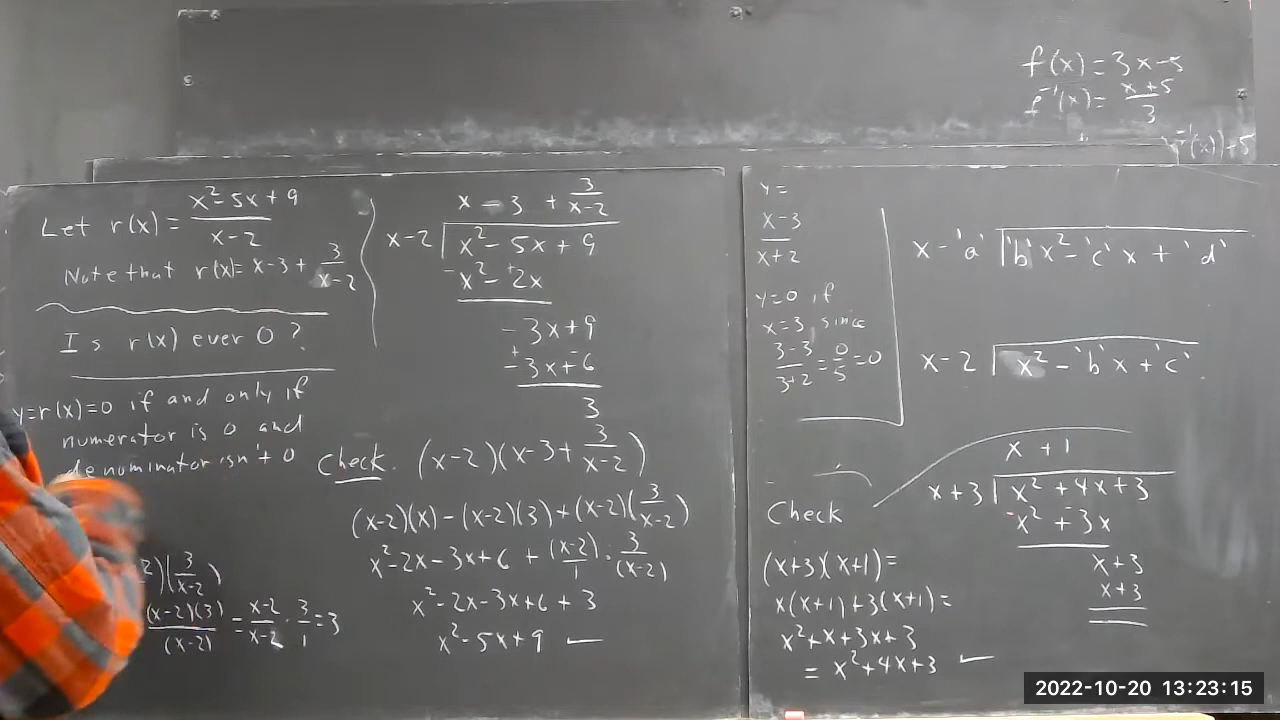 f(x) = 3x-5
f⁻¹(x) = (x+5)/3
⁻¹(x))+5
Let r(x) = (x²-5x+9)/(x-2)
Note that r(x) = x-3 + 3/(x-2)
Is r(x) ever 0?
y=r(x)=0 if and only if
numerator is 0 and
denominator isn't 0
2)(3/(x-2))
(x-2)(3)/(x-2) = (x-2)/(x-2) · 3/1 = 3
x - 3 + 3/(x-2)
x-2 | x² - 5x + 9
- x² -+ 2x
- 3x + 9
+- 3x +- 6
3
Check. (x-2)(x-3+3/(x-2))
(x-2)(x) - (x-2)(3) + (x-2)(3/(x-2))
x²-2x-3x+6 + (x-2)/1 · 3/(x-2)
x²-2x-3x+6+3
x²-5x+9
y=
(x-3)/(x+2)
y=0 if
x=3, since
(3-3)/(3+2) = 0/5 = 0
x - 'a' | 'b' x² - 'c' x + 'd'
x-2 | x² - 'b' x + 'c'
x + 1
x+3 | x² + 4x + 3
- x² +- 3x
x+3
x+3
Check
(x+3)(x+1)=
x(x+1)+3(x+1)=
x²+x+3x+3
= x²+4x+3
2022-10-20 13:23:15